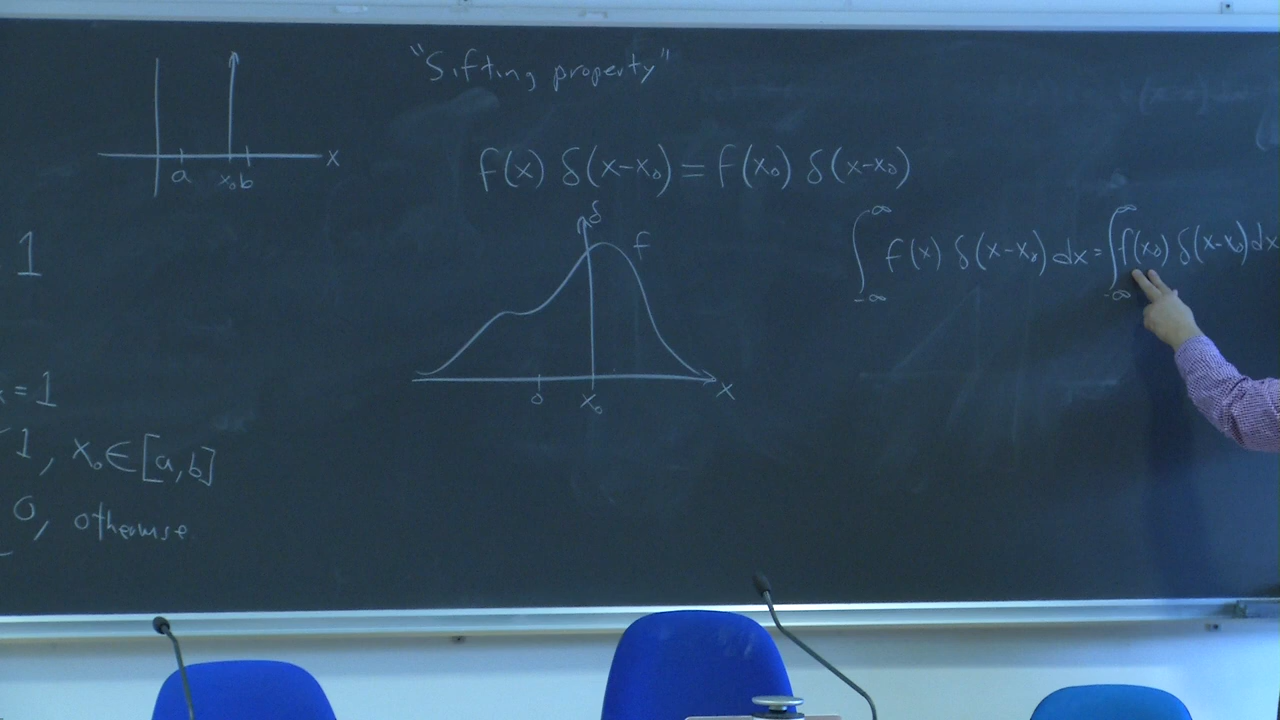 "Sifting property"
x
a x₀ b
f(x) δ(x-x₀) = f(x₀) δ(x-x₀)
δ
f
0 x₀ x
∫_{-∞}^{∞} f(x) δ(x-x₀) dx = ∫_{-∞}^{∞} f(x₀) δ(x-x₀) dx
1
= 1
1, x₀ ∈ [a, b]
0, otherwise